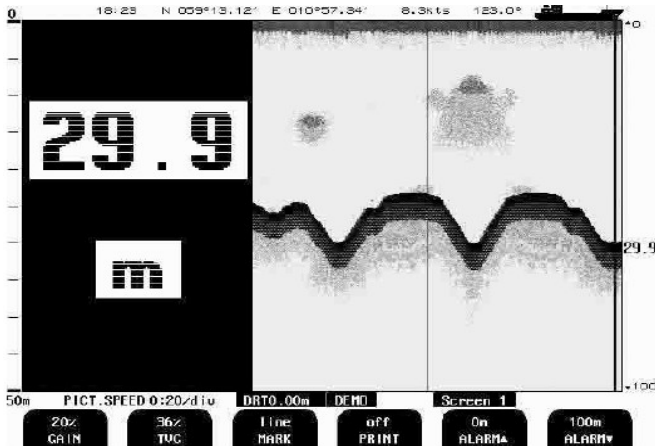 0 18:23 N 059°13.12' E 010°57.34' 8.3kts 123.0° 0
29.9
m
29.9
100
50m PICT.SPEED 0:20/div DRT0.00m DEMO Screen 1
20% 36% line off 0m 100m
GAIN TVG MARK PRINT ALARM▲ ALARM▼